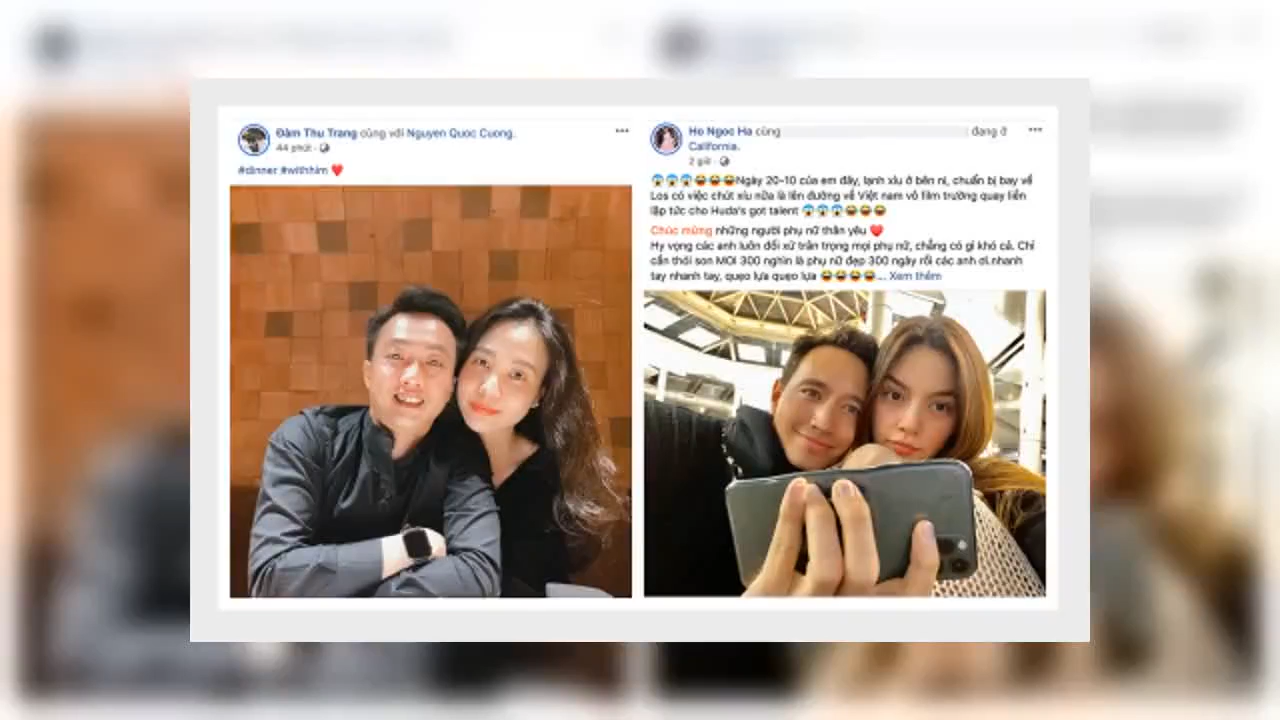 Đàm Thu Trang cùng với Nguyen Quoc Cuong.
44 phút
#dinner #withhim ❤️
Ho Ngoc Ha cùng đang ở
California.
2 giờ
😱😱😱😂😂😂Ngày 20-10 của em đây, lạnh xíu ở bên ni, chuẩn bị bay về
Los có việc chút xíu nữa là lên đường về Việt nam vô film trường quay liền
lập tức cho Huda's got talent 😱😱😱😂😂😂
Chúc mừng những người phụ nữ thân yêu ❤️
Hy vọng các anh luôn đối xử trân trọng mọi phụ nữ, chẳng có gì khó cả. Chỉ
cần thỏi son MOI 300 nghìn là phụ nữ đẹp 300 ngày rồi các anh ơi.nhanh
tay nhanh tay, quẹo lựa quẹo lựa 😂😂😂😂... Xem thêm